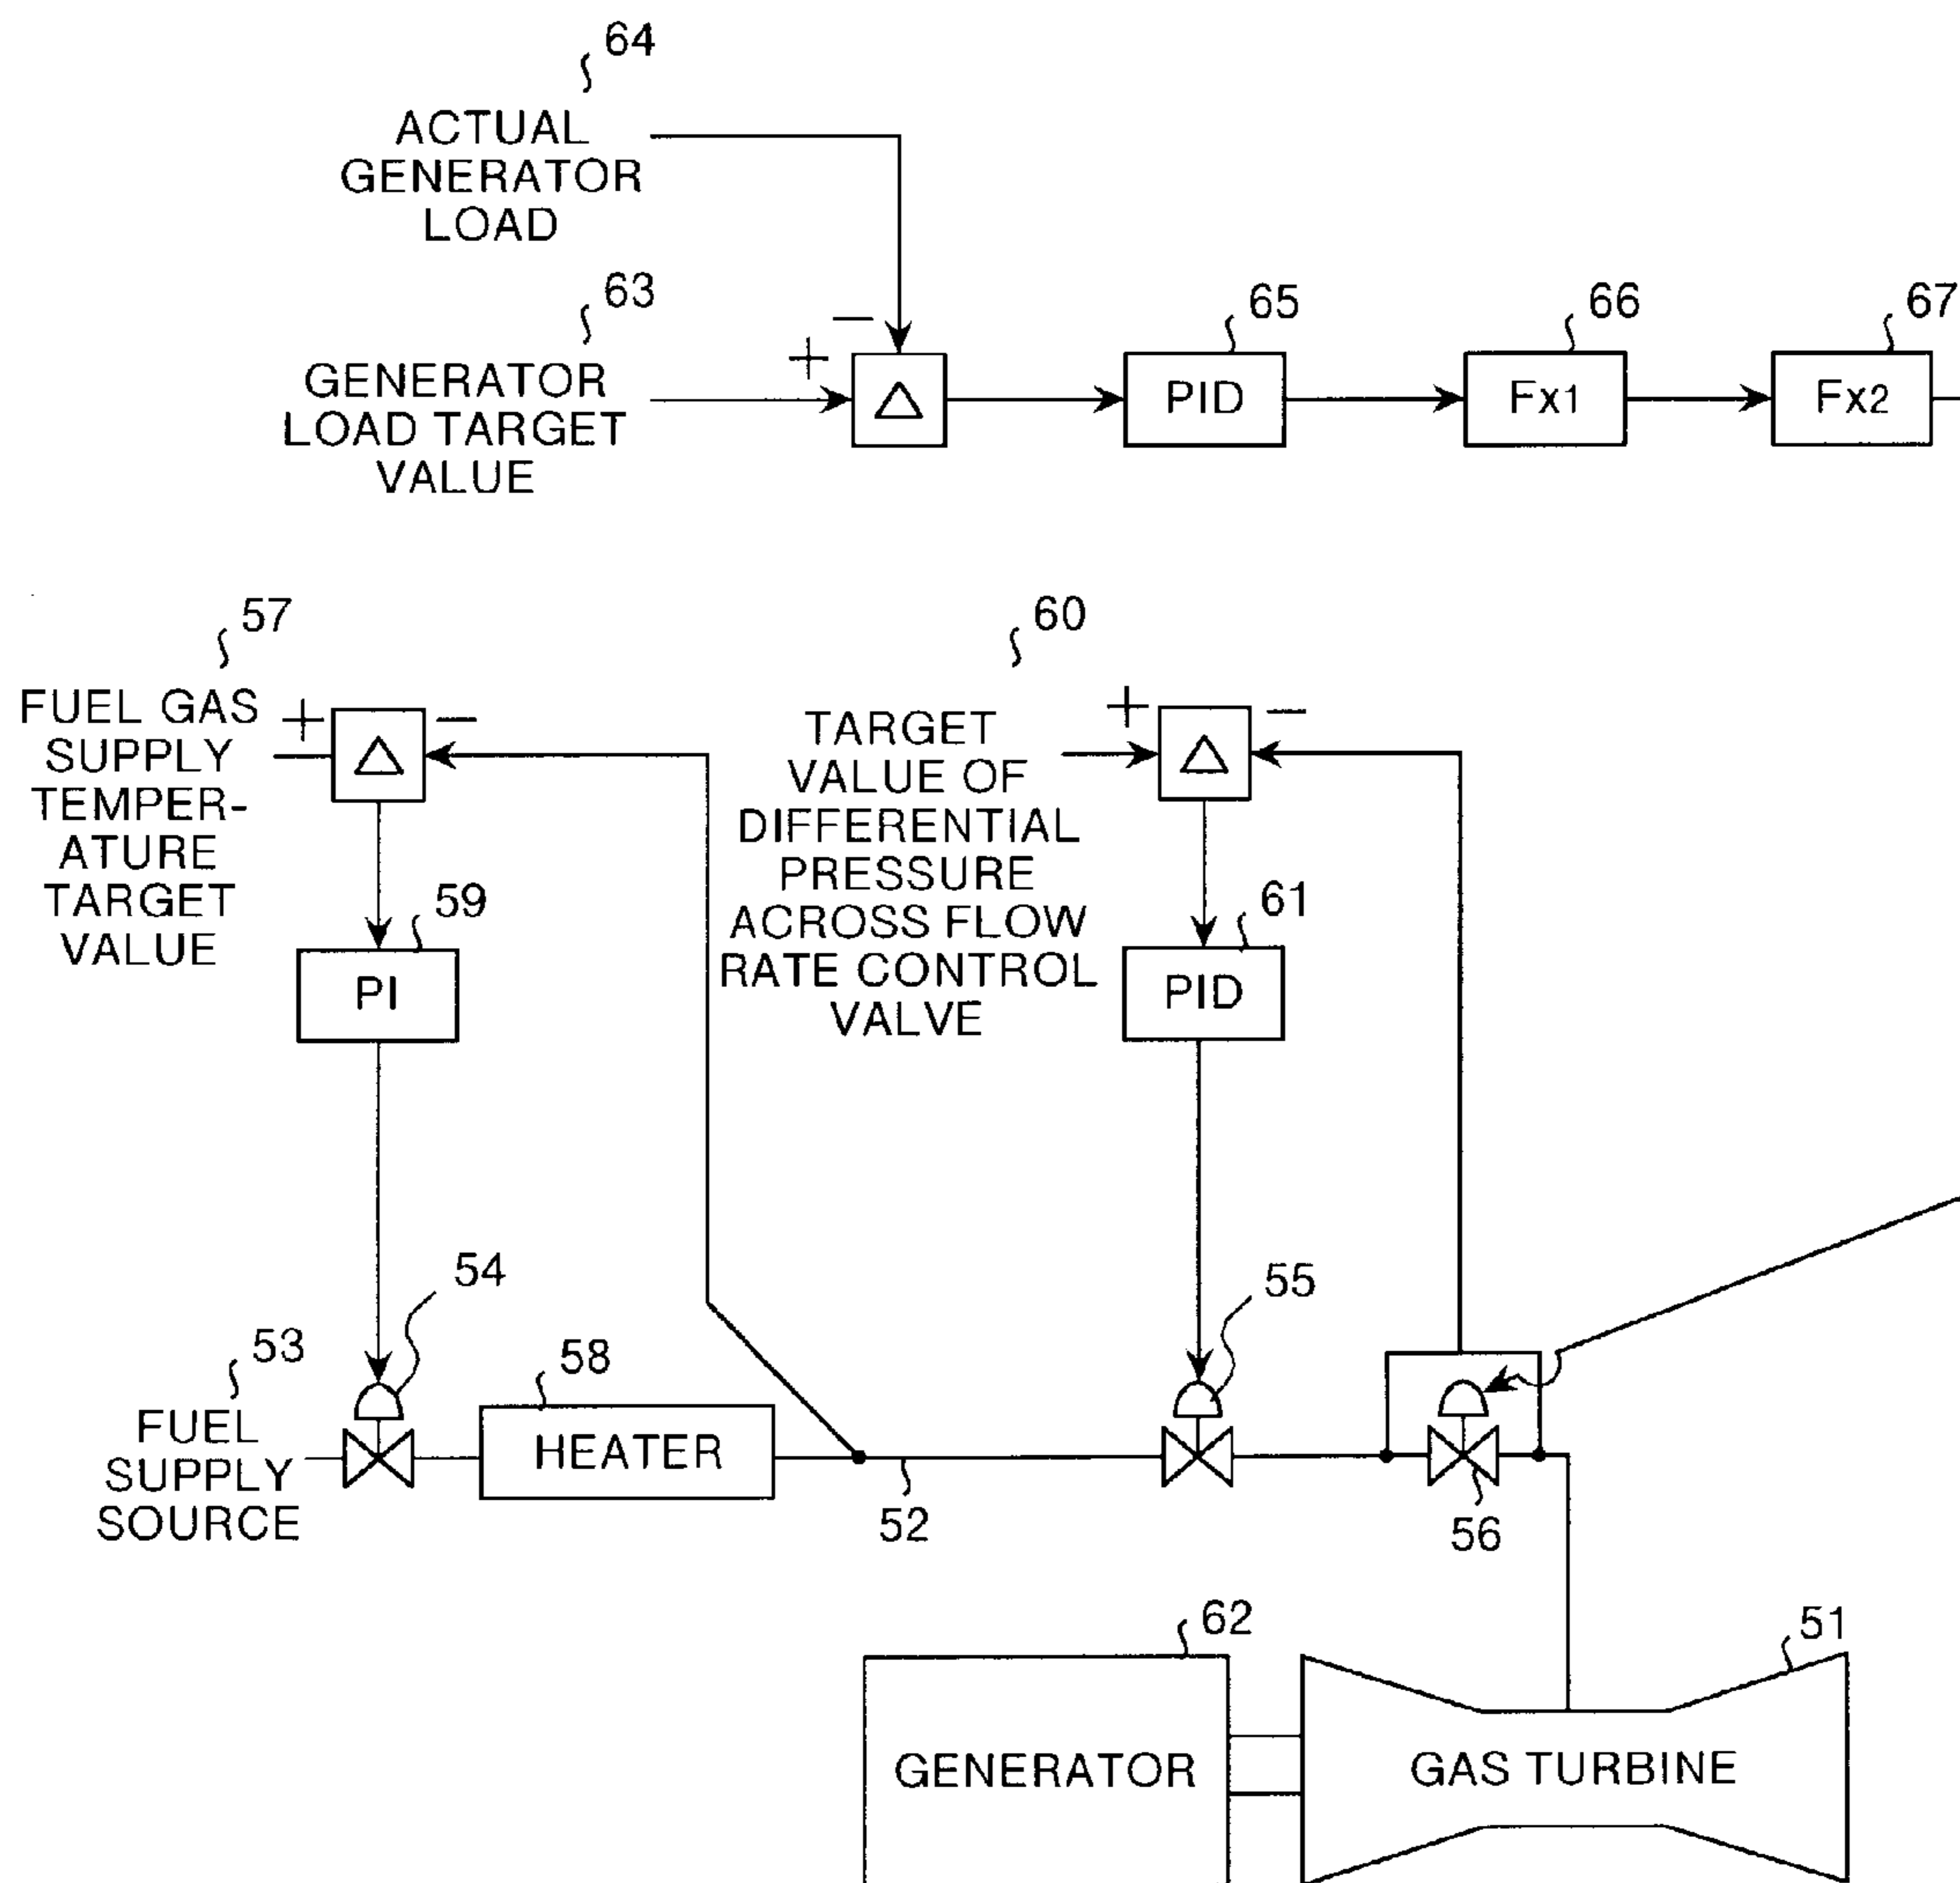 64
ACTUAL
GENERATOR
LOAD
63
GENERATOR
LOAD TARGET
VALUE
−
+
△
65
PID
66
Fx1
67
Fx2
57
FUEL GAS
SUPPLY
TEMPER-
ATURE
TARGET
VALUE
+
−
△
59
PI
60
TARGET
VALUE OF
DIFFERENTIAL
PRESSURE
ACROSS FLOW
RATE CONTROL
VALVE
+
−
△
61
PID
54
55
53
FUEL
SUPPLY
SOURCE
58
HEATER
52
56
62
GENERATOR
51
GAS TURBINE